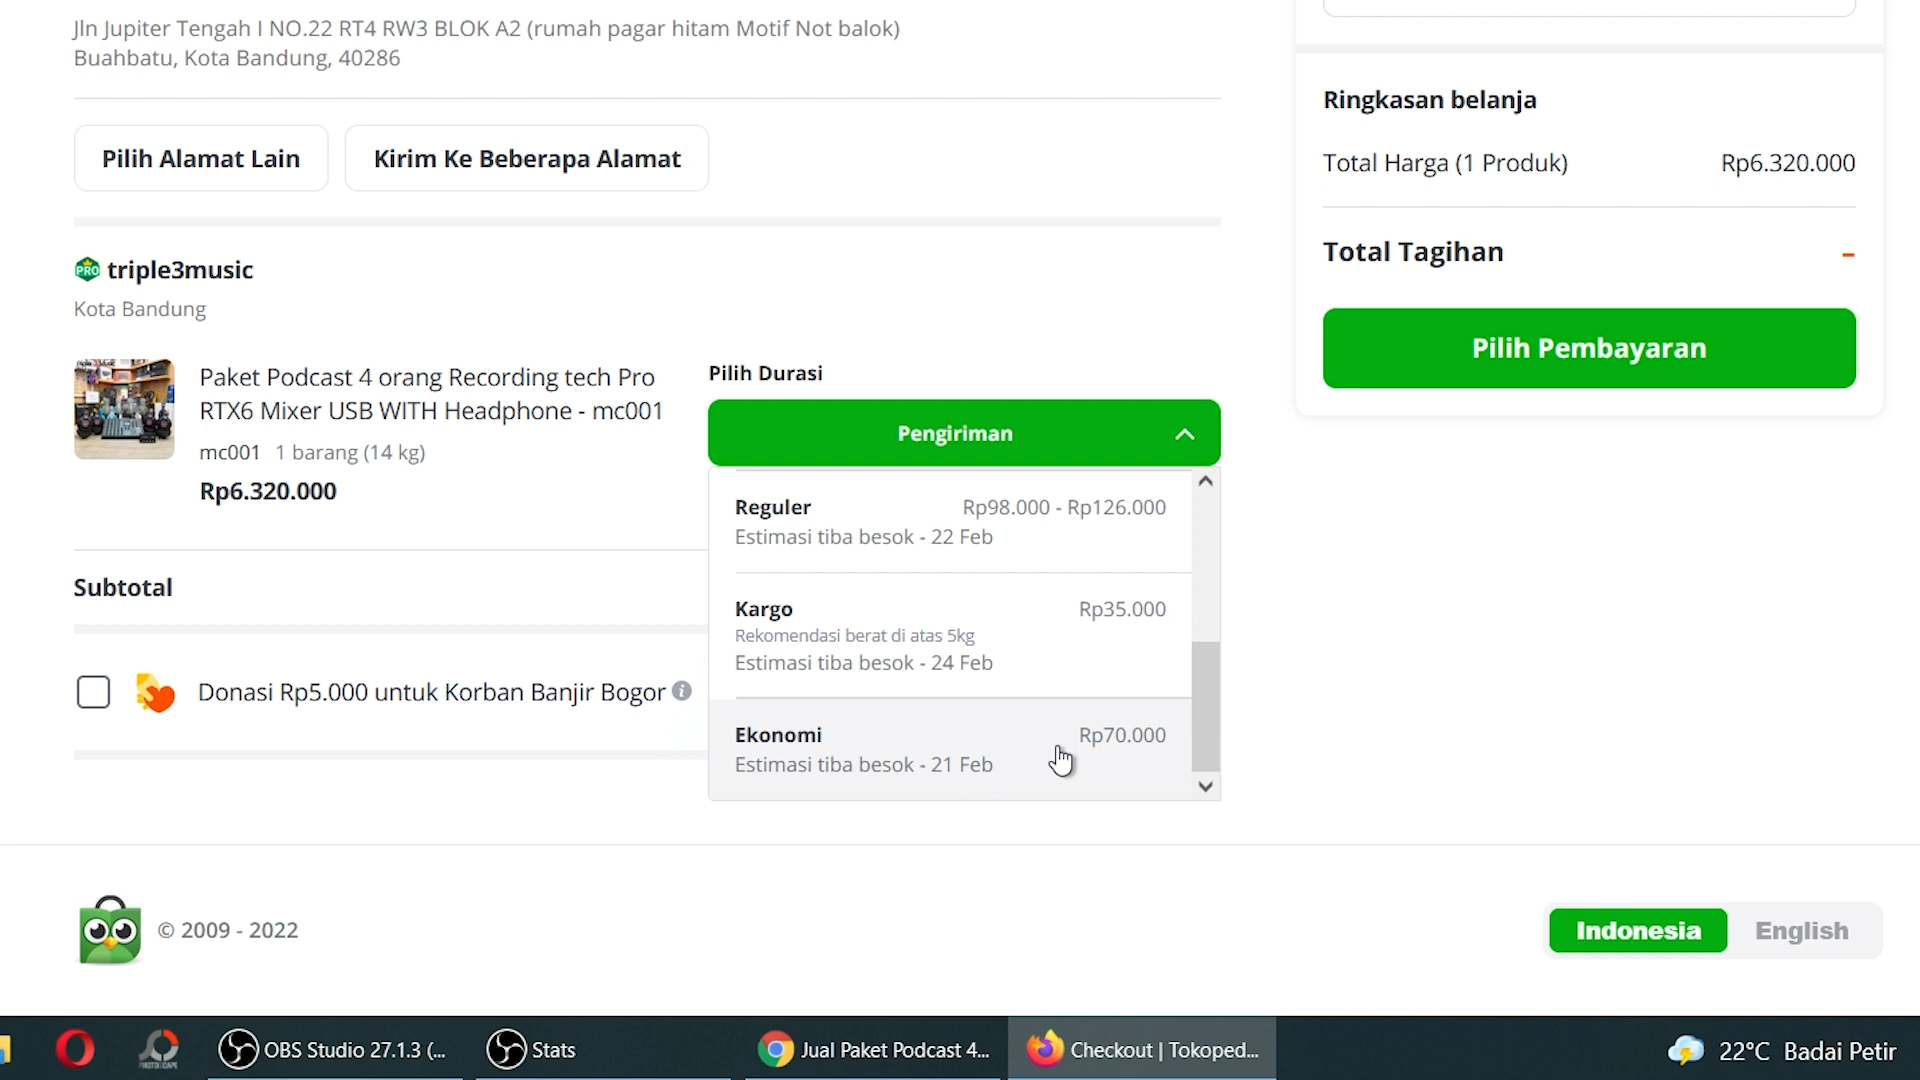 Jln Jupiter Tengah I NO.22 RT4 RW3 BLOK A2 (rumah pagar hitam Motif Not balok)
Buahbatu, Kota Bandung, 40286
Pilih Alamat Lain
Kirim Ke Beberapa Alamat
PRO triple3music
Kota Bandung
Paket Podcast 4 orang Recording tech Pro
RTX6 Mixer USB WITH Headphone - mc001
mc001 1 barang (14 kg)
Rp6.320.000
Pilih Durasi
Pengiriman
Reguler Rp98.000 - Rp126.000
Estimasi tiba besok - 22 Feb
Kargo Rp35.000
Rekomendasi berat di atas 5kg
Estimasi tiba besok - 24 Feb
Ekonomi Rp70.000
Estimasi tiba besok - 21 Feb
Subtotal
Donasi Rp5.000 untuk Korban Banjir Bogor
Ringkasan belanja
Total Harga (1 Produk) Rp6.320.000
Total Tagihan -
Pilih Pembayaran
© 2009 - 2022
Indonesia English
OBS Studio 27.1.3 (...
Stats
Jual Paket Podcast 4...
Checkout | Tokoped...
22°C Badai Petir